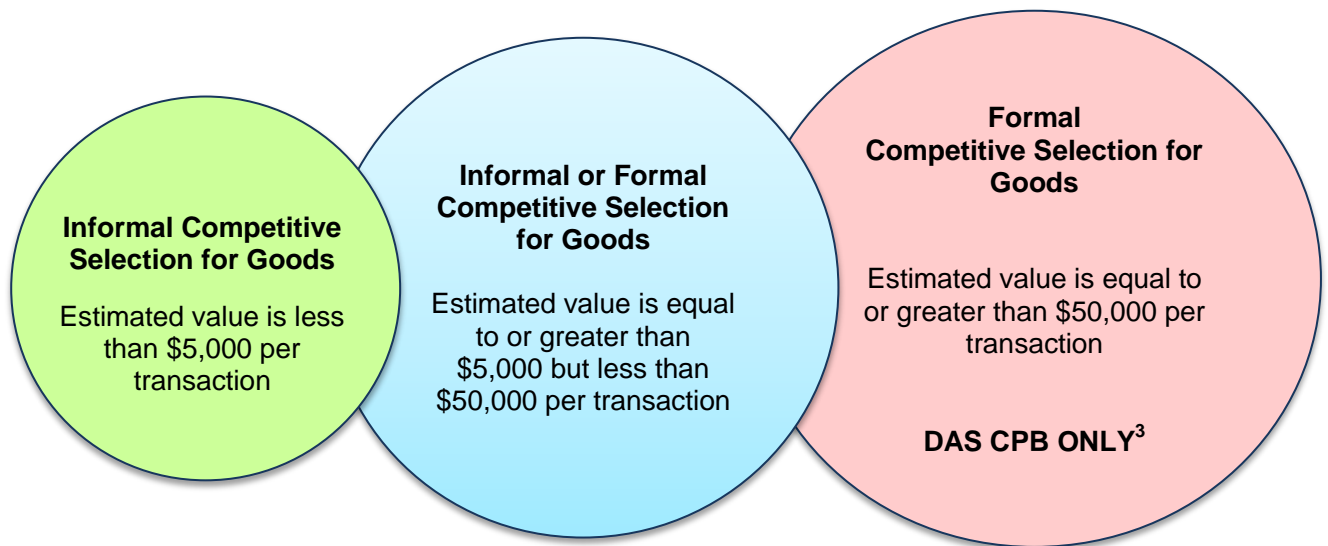 Informal Competitive
Selection for Goods
Estimated value is less
than $5,000 per
transaction
Informal or Formal
Competitive Selection
for Goods
Estimated value is equal
to or greater than
$5,000 but less than
$50,000 per transaction
Formal
Competitive Selection for
Goods
Estimated value is equal to
or greater than $50,000 per
transaction
DAS CPB ONLY³